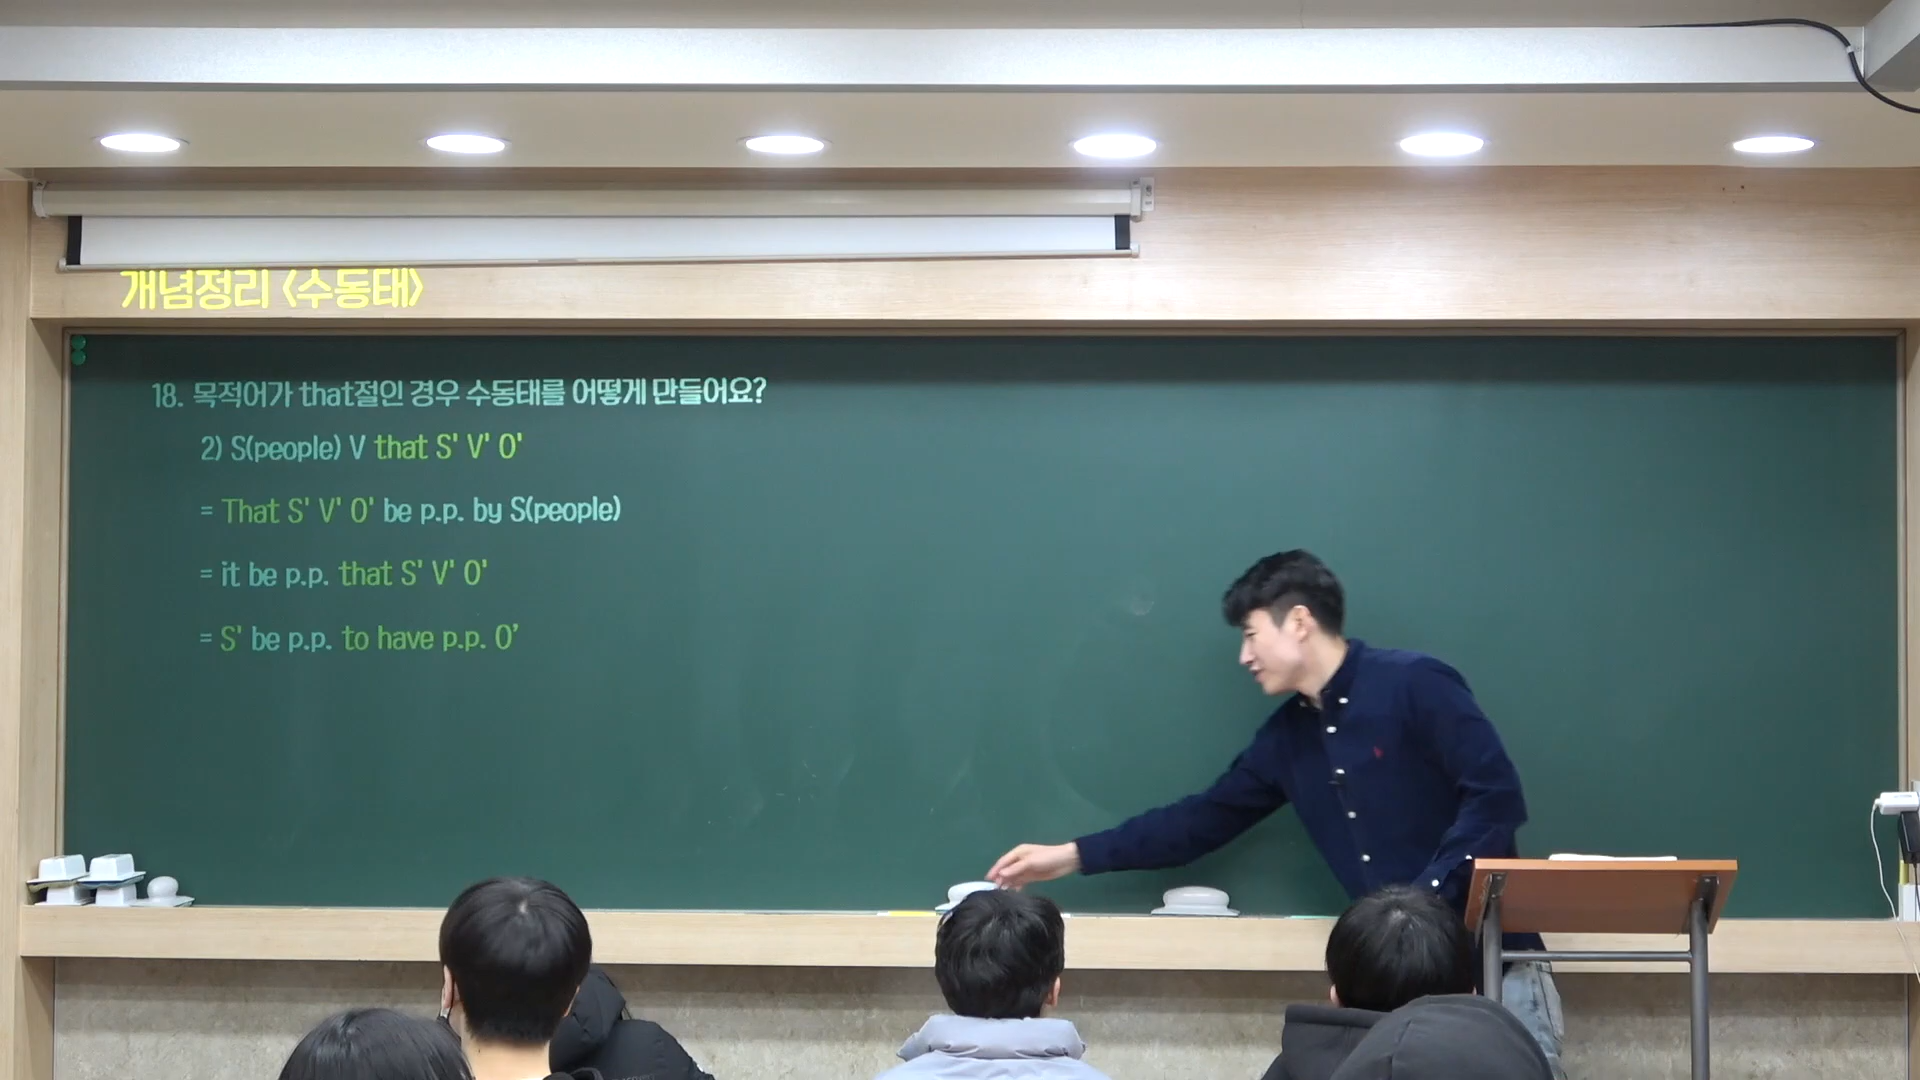 개념정리 <수동태>
18. 목적어가 that절인 경우 수동태를 어떻게 만들어요?
2) S(people) V that S' V' O'
= That S' V' O' be p.p. by S(people)
= it be p.p. that S' V' O'
= S' be p.p. to have p.p. O’